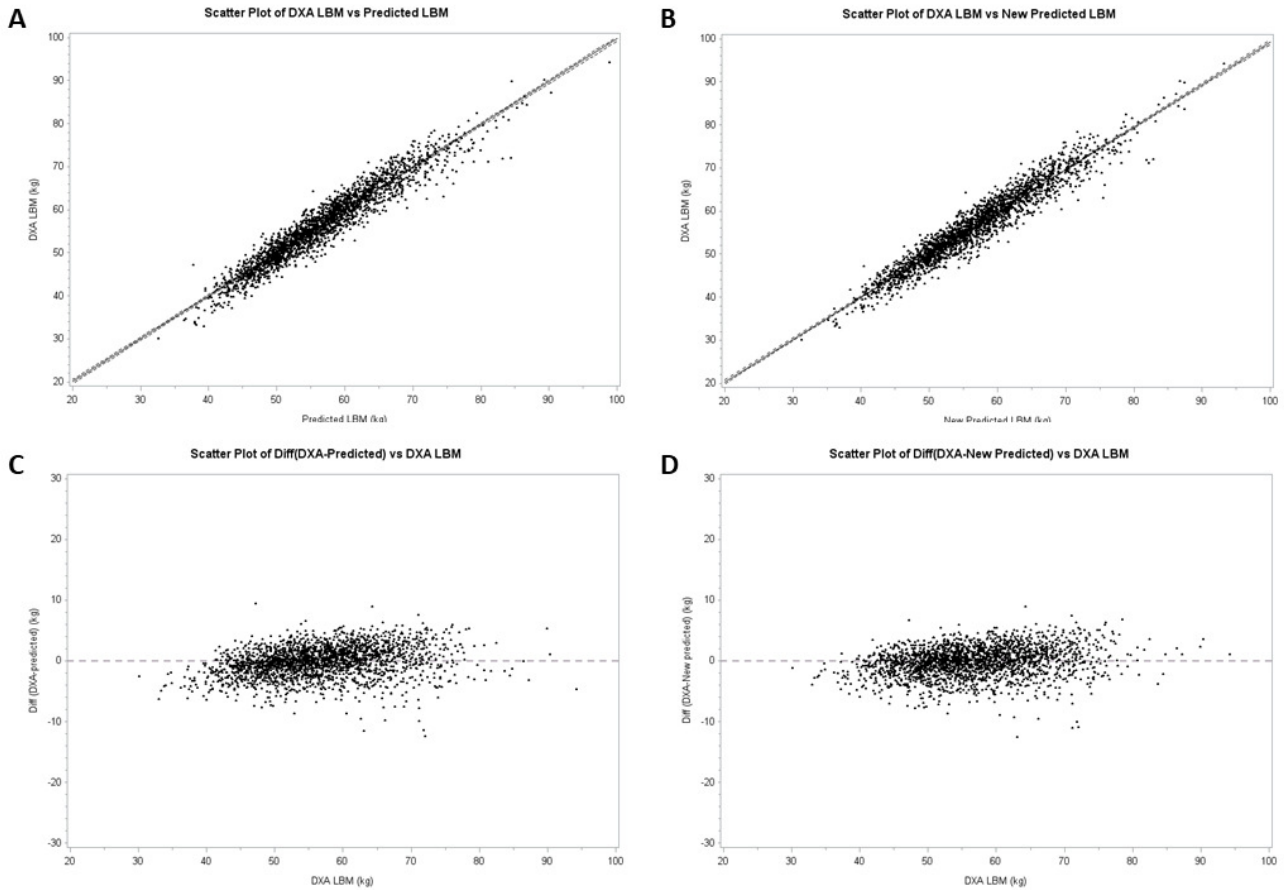 A
Scatter Plot of DXA LBM vs Predicted LBM
DXA LBM (kg)
100
90
80
70
60
50
40
30
20
20 30 40 50 60 70 80 90 100
Predicted LBM (kg)
B
Scatter Plot of DXA LBM vs New Predicted LBM
DXA LBM (kg)
100
90
80
70
60
50
40
30
20
20 30 40 50 60 70 80 90 100
New Predicted LBM (kg)
C
Scatter Plot of Diff(DXA-Predicted) vs DXA LBM
Diff (DXA-predicted) (kg)
30
20
10
0
-10
-20
-30
20 30 40 50 60 70 80 90 100
DXA LBM (kg)
D
Scatter Plot of Diff(DXA-New Predicted) vs DXA LBM
Diff (DXA-New predicted) (kg)
30
20
10
0
-10
-20
-30
20 30 40 50 60 70 80 90 100
DXA LBM (kg)